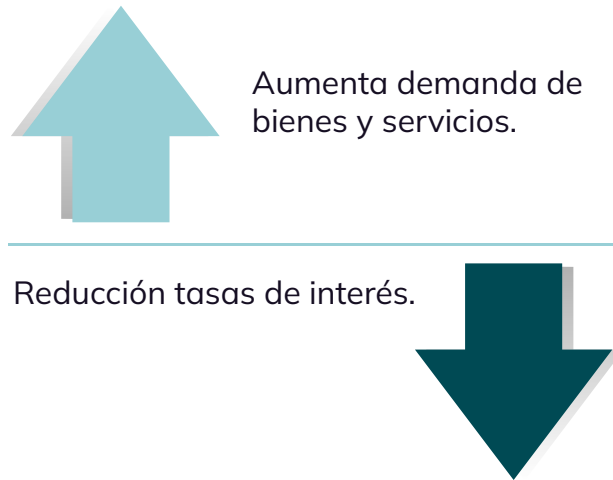 Aumenta demanda de
bienes y servicios.
Reducción tasas de interés.